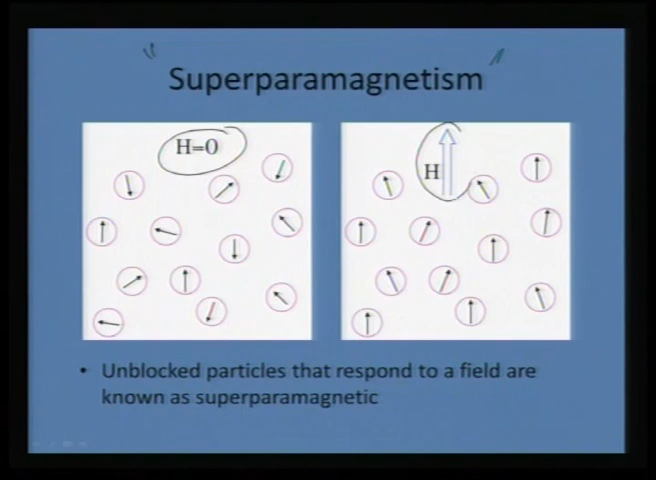 Superparamagnetism
H=0
H
• Unblocked particles that respond to a field are
known as superparamagnetic